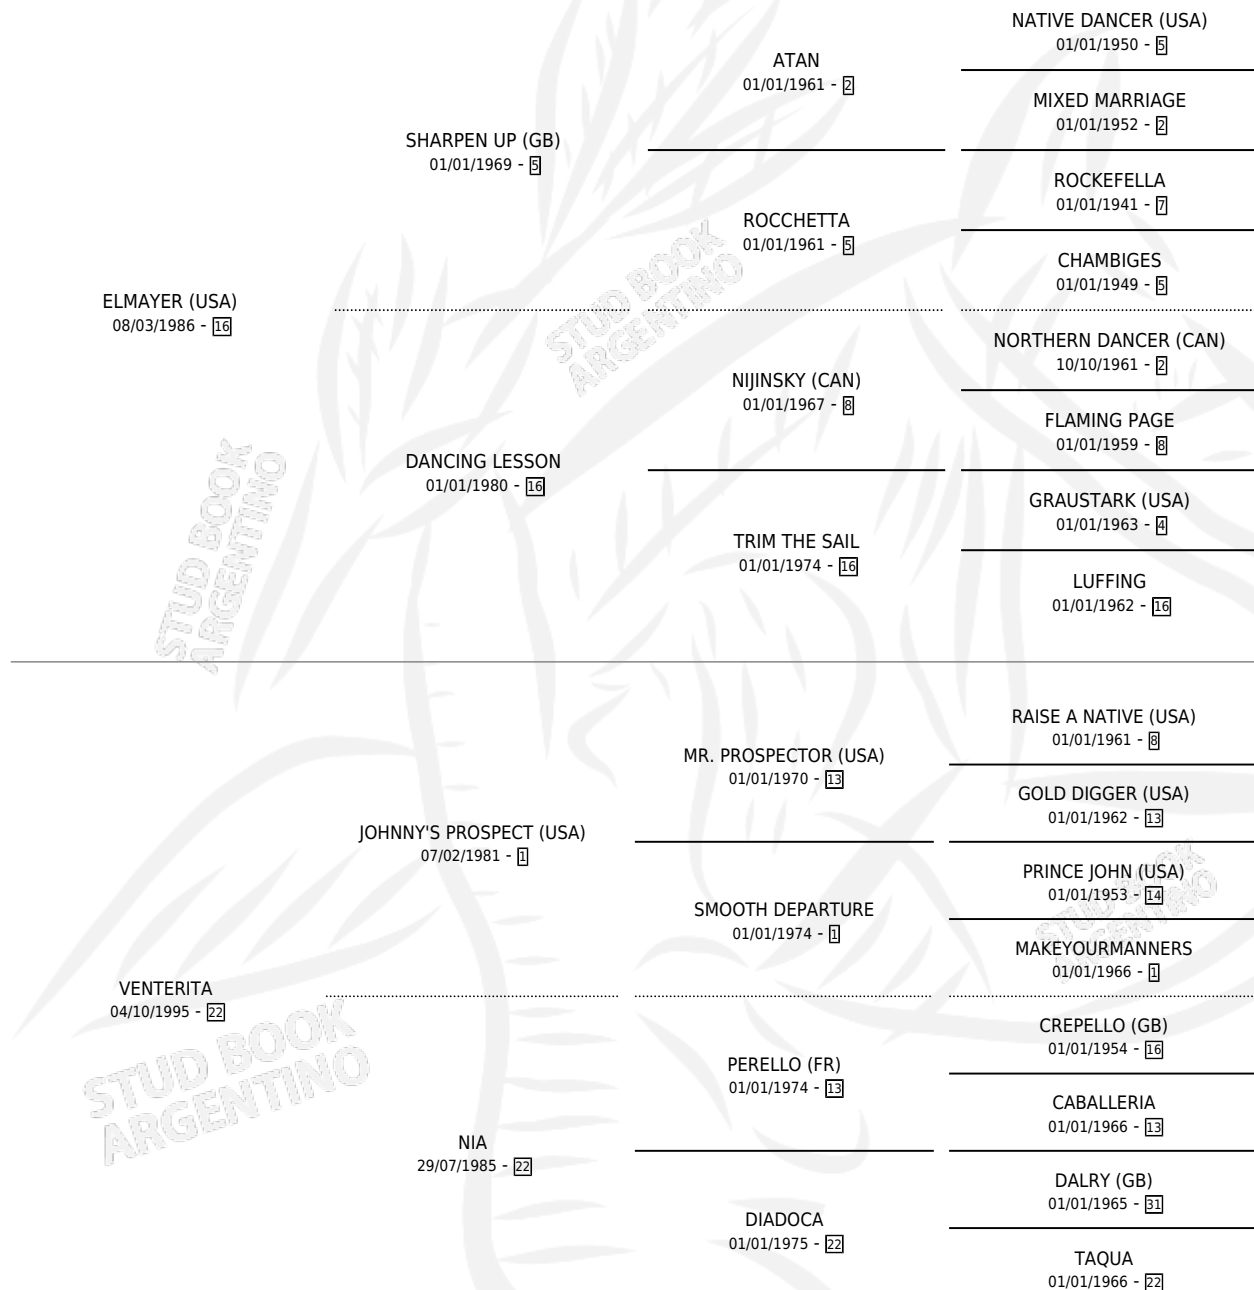 NATIVE DANCER (USA)
01/01/1950 - 5
ATAN
01/01/1961 - 2
MIXED MARRIAGE
01/01/1952 - 2
SHARPEN UP (GB)
01/01/1969 - 5
ROCKEFELLA
01/01/1941 - 7
ROCCHETTA
01/01/1961 - 5
CHAMBIGES
01/01/1949 - 5
ELMAYER (USA)
08/03/1986 - 16
NORTHERN DANCER (CAN)
10/10/1961 - 2
NIJINSKY (CAN)
01/01/1967 - 8
FLAMING PAGE
01/01/1959 - 8
DANCING LESSON
01/01/1980 - 16
GRAUSTARK (USA)
01/01/1963 - 4
TRIM THE SAIL
01/01/1974 - 16
LUFFING
01/01/1962 - 16
RAISE A NATIVE (USA)
01/01/1961 - 8
MR. PROSPECTOR (USA)
01/01/1970 - 13
GOLD DIGGER (USA)
01/01/1962 - 13
JOHNNY'S PROSPECT (USA)
07/02/1981 - 1
PRINCE JOHN (USA)
01/01/1953 - 14
SMOOTH DEPARTURE
01/01/1974 - 1
MAKEYOURMANNERS
01/01/1966 - 1
VENTERITA
04/10/1995 - 22
CREPELLO (GB)
01/01/1954 - 16
PERELLO (FR)
01/01/1974 - 13
CABALLERIA
01/01/1966 - 13
NIA
29/07/1985 - 22
DALRY (GB)
01/01/1965 - 31
DIADOCA
01/01/1975 - 22
TAQUA
01/01/1966 - 22
STUD BOOK
ARGENTINO
STUD BOOK
ARGENTINO
STUD BOOK
ARGENTINO
STUD BOOK
ARGENTINO